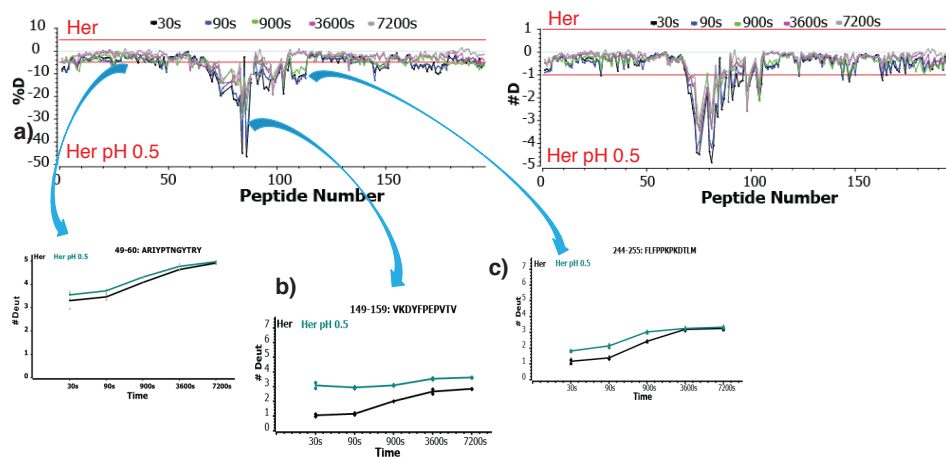 Her
30s 90s 900s 3600s 7200s
10
0
-10
-20
-30
-40
-50
%D
a)
Her pH 0.5
0 50 100 150
Peptide Number
30s 90s 900s 3600s 7200s
1
0
-1
-2
-3
-4
-5
#D
0 50 100 150
Peptide Number
49-60: ARIYPTNGYTRY
Her Her pH 0.5
5
4
3
2
1
0
# Deut
30s 90s 900s 3600s 7200s
Time
b)
149-159: VKDYFPEPVTV
Her Her pH 0.5
7
6
5
4
3
2
1
0
# Deut
30s 90s 900s 3600s 7200s
Time
c)
244-255: FLFPPKPKDTLM
Her Her pH 0.5
7
6
5
4
3
2
1
0
# Deut
30s 90s 900s 3600s 7200s
Time